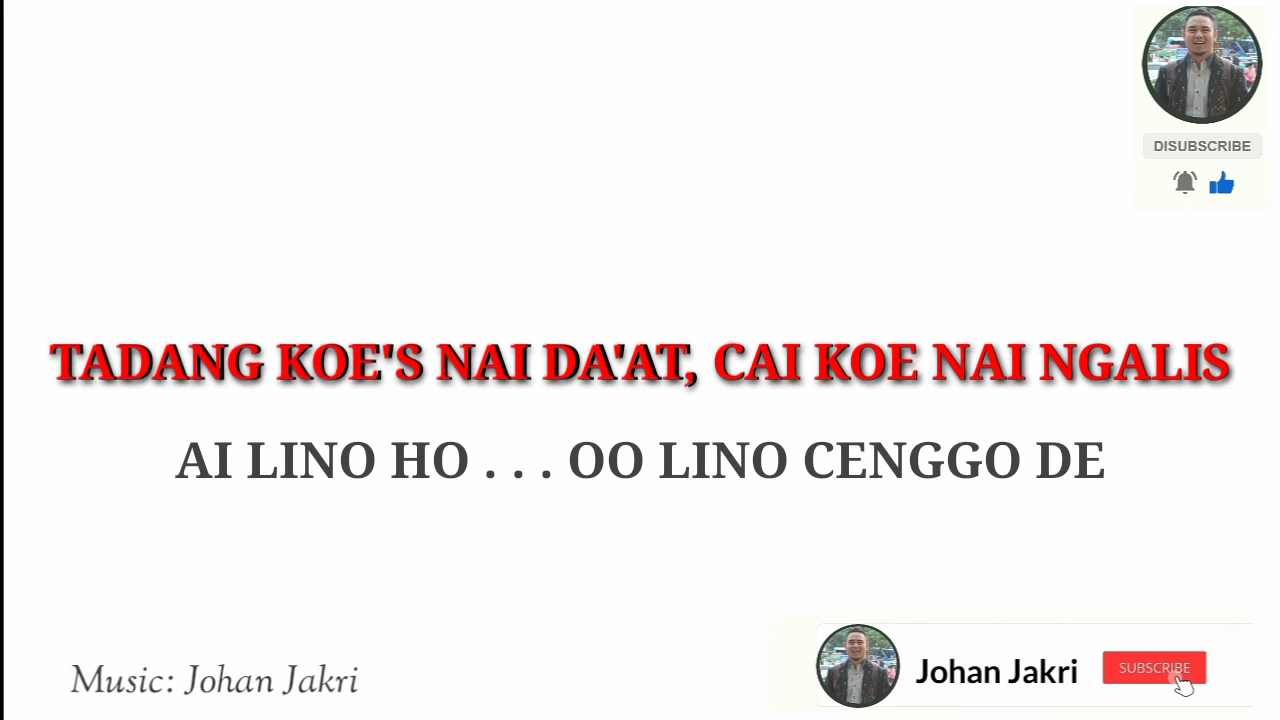 DISUBSCRIBE
TADANG KOE'S NAI DA'AT, CAI KOE NAI NGALIS
AI LINO HO . . . OO LINO CENGGO DE
Music: Johan Jakri
Johan Jakri
SUBSCRIBE